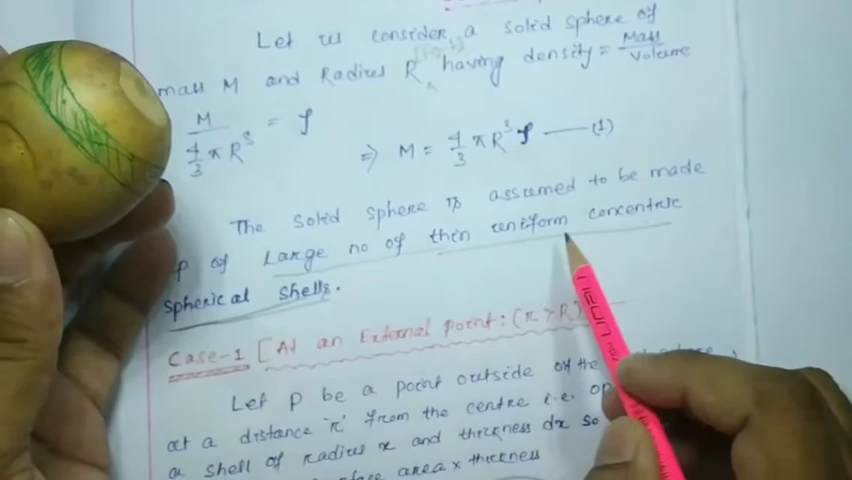 Let us consider a solid sphere of
mass M and Radius R having density = Mass / Volume
M / 4/3 π R³ = ρ
⇒ M = 4/3 π R³ ρ —— (1)
The solid sphere is assumed to be made
up of Large no of thin uniform concentric
spherical shells.
Case-1 [At an External point: (r > R)
Let P be a point outside of the
at a distance 'r' from the centre i.e. op
a shell of radius x and thickness dx so
face area x thickness
NEON